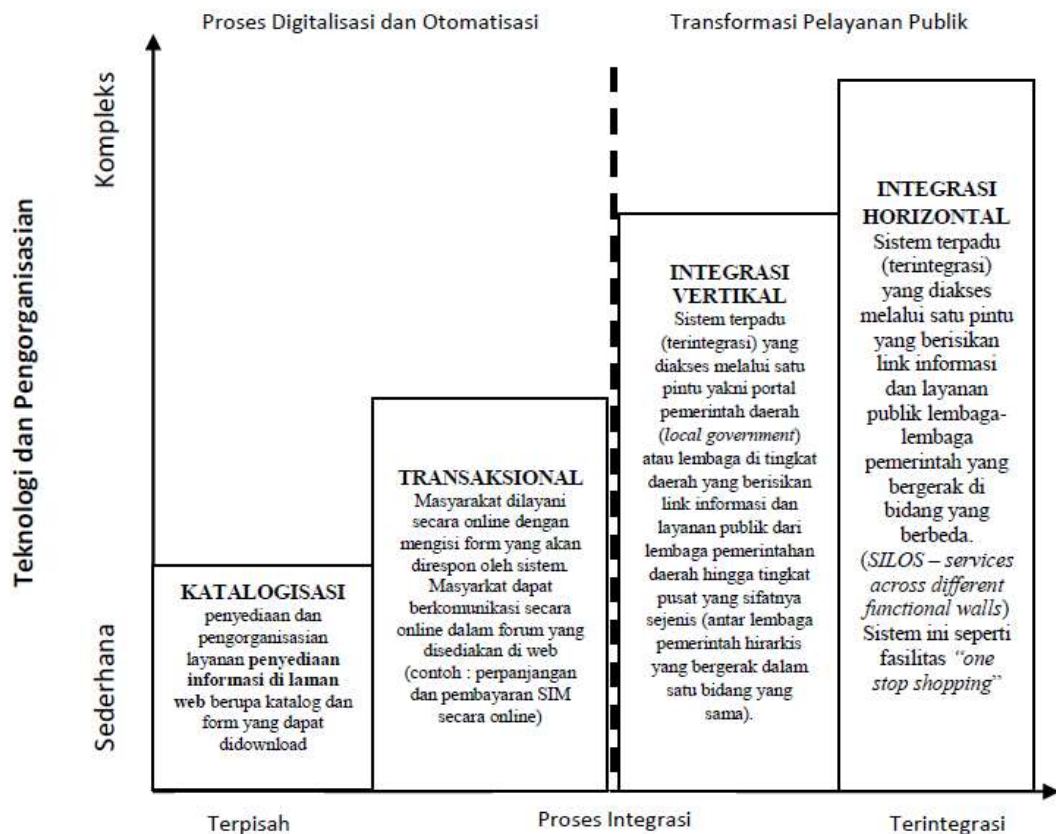 Proses Digitalisasi dan Otomatisasi
Transformasi Pelayanan Publik
Teknologi dan Pengorganisasian
Kompleks
Sederhana
KATALOGISASI
penyediaan dan
pengorganisasian
layanan penyediaan
informasi di laman
web berupa katalog dan
form yang dapat
didownload
TRANSAKSIONAL
Masyarakat dilayani
secara online dengan
mengisi form yang akan
direspon oleh sistem.
Masyarkat dapat
berkomunikasi secara
online dalam forum yang
disediakan di web
(contoh : perpanjangan
dan pembayaran SIM
secara online)
INTEGRASI
VERTIKAL
Sistem terpadu
(terintegrasi) yang
diakses melalui satu
pintu yakni portal
pemerintah daerah
(local government)
atau lembaga di tingkat
daerah yang berisikan
link informasi dan
layanan publik dari
lembaga pemerintahan
daerah hingga tingkat
pusat yang sifatnya
sejenis (antar lembaga
pemerintah hirarkis
yang bergerak dalam
satu bidang yang
sama).
INTEGRASI
HORIZONTAL
Sistem terpadu
(terintegrasi)
yang diakses
melalui satu pintu
yang berisikan
link informasi
dan layanan
publik lembaga-
lembaga
pemerintah yang
bergerak di
bidang yang
berbeda.
(SILOS – services
across different
functional walls)
Sistem ini seperti
fasilitas “one
stop shopping”
Terpisah
Proses Integrasi
Terintegrasi